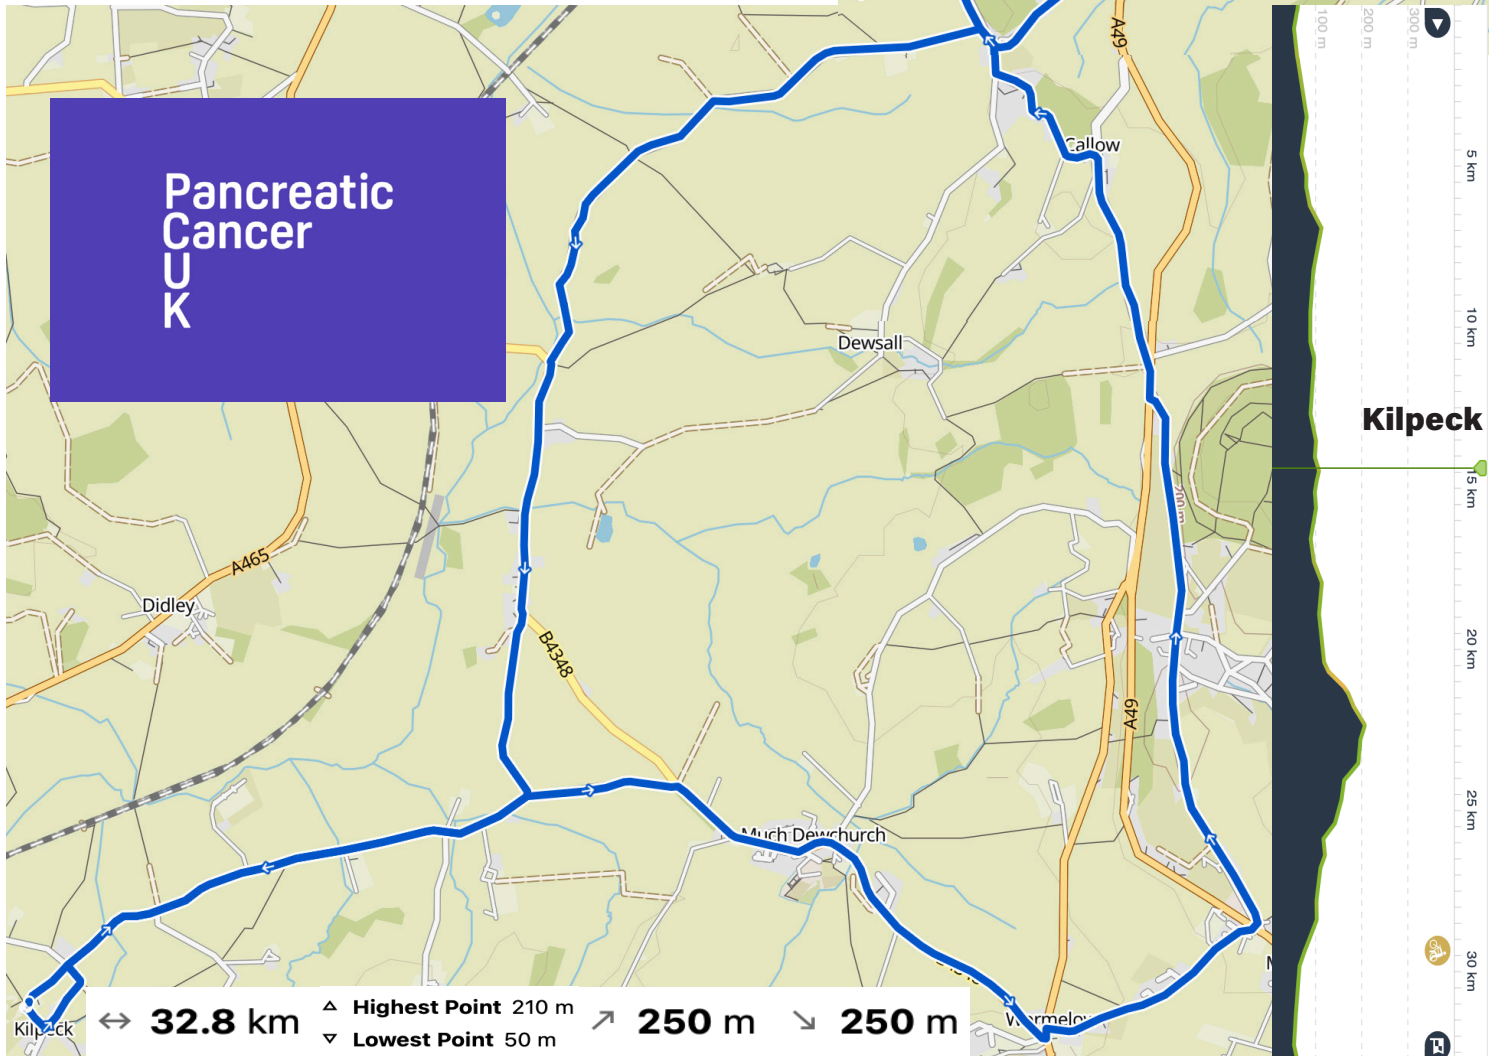 A49
100 m
200 m
300 m
Pancreatic
Cancer
U
K
Callow
5 km
10 km
Dewsall
Kilpeck
15 km
200 m
A465
Didley
B4348
20 km
A49
25 km
Much Dewchurch
30 km
Kilpeck
Wormelow
M
32.8 km
Highest Point 210 m
Lowest Point 50 m
250 m
250 m